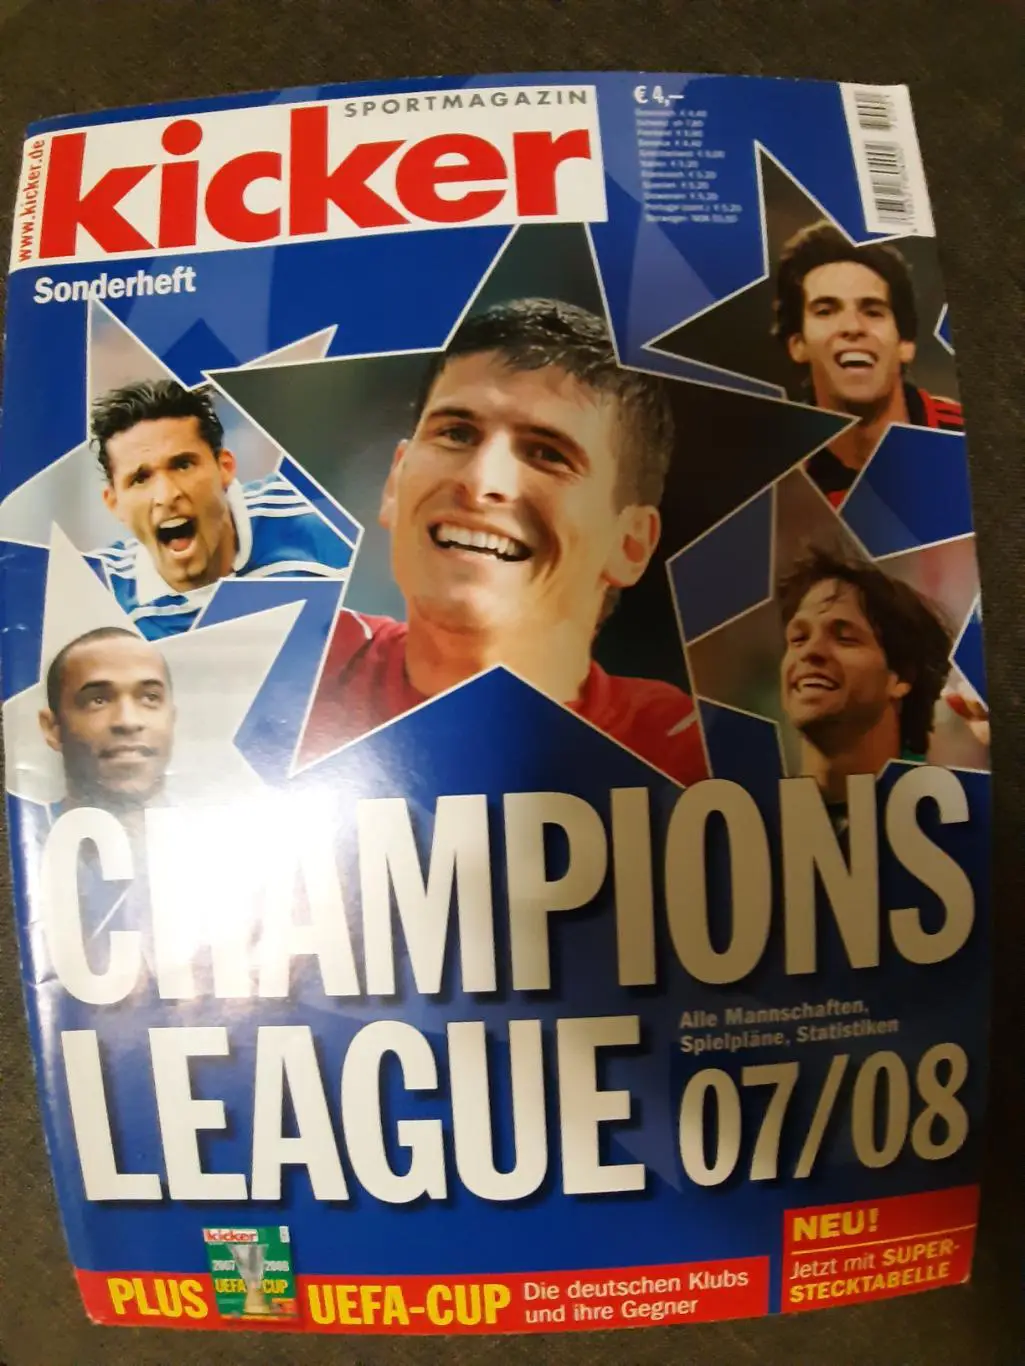 SPORTMAGAZIN
kicker
www.kicker.de
Sonderheft
€ 4,–
CHAMPIONS
LEAGUE
Alle Mannschaften,
Spielpläne, Statistiken
07/08
NEU!
Jetzt mit SUPER-
STECKTABELLE
PLUS
kicker
2007 2008
UEFA CUP
UEFA-CUP
Die deutschen Klubs
und ihre Gegner